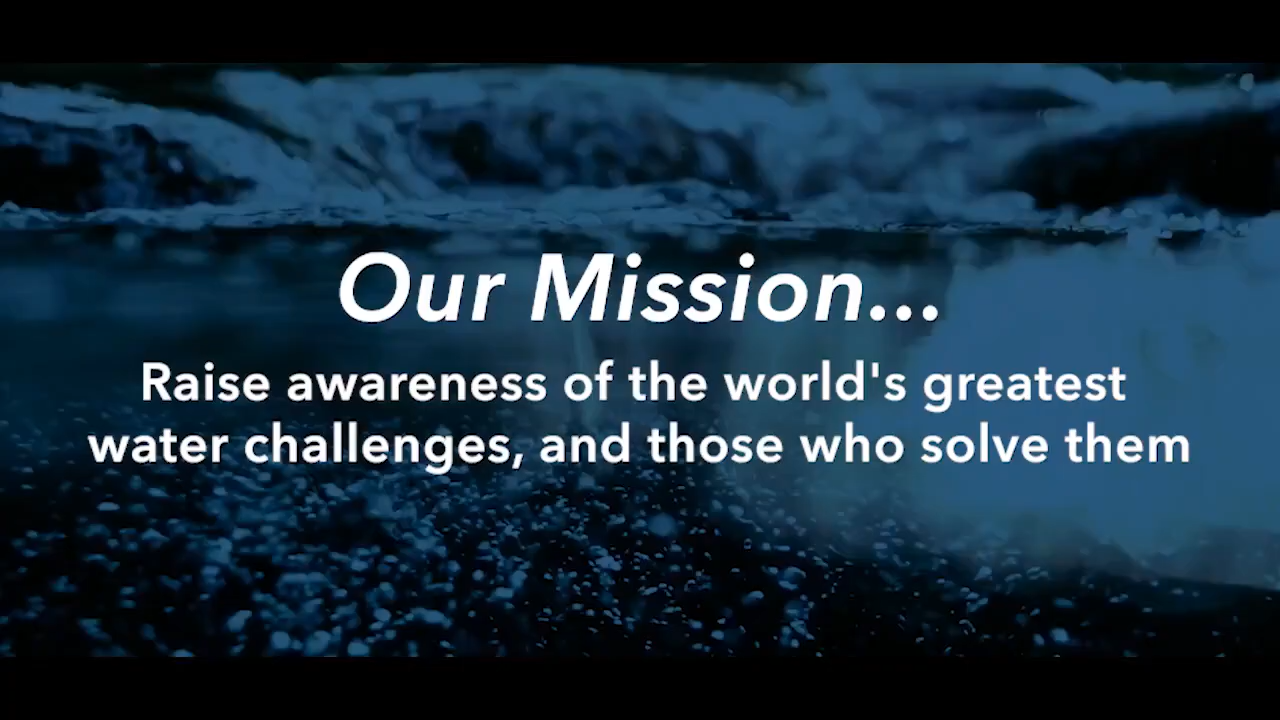 Our Mission...
Raise awareness of the world's greatest
water challenges, and those who solve them